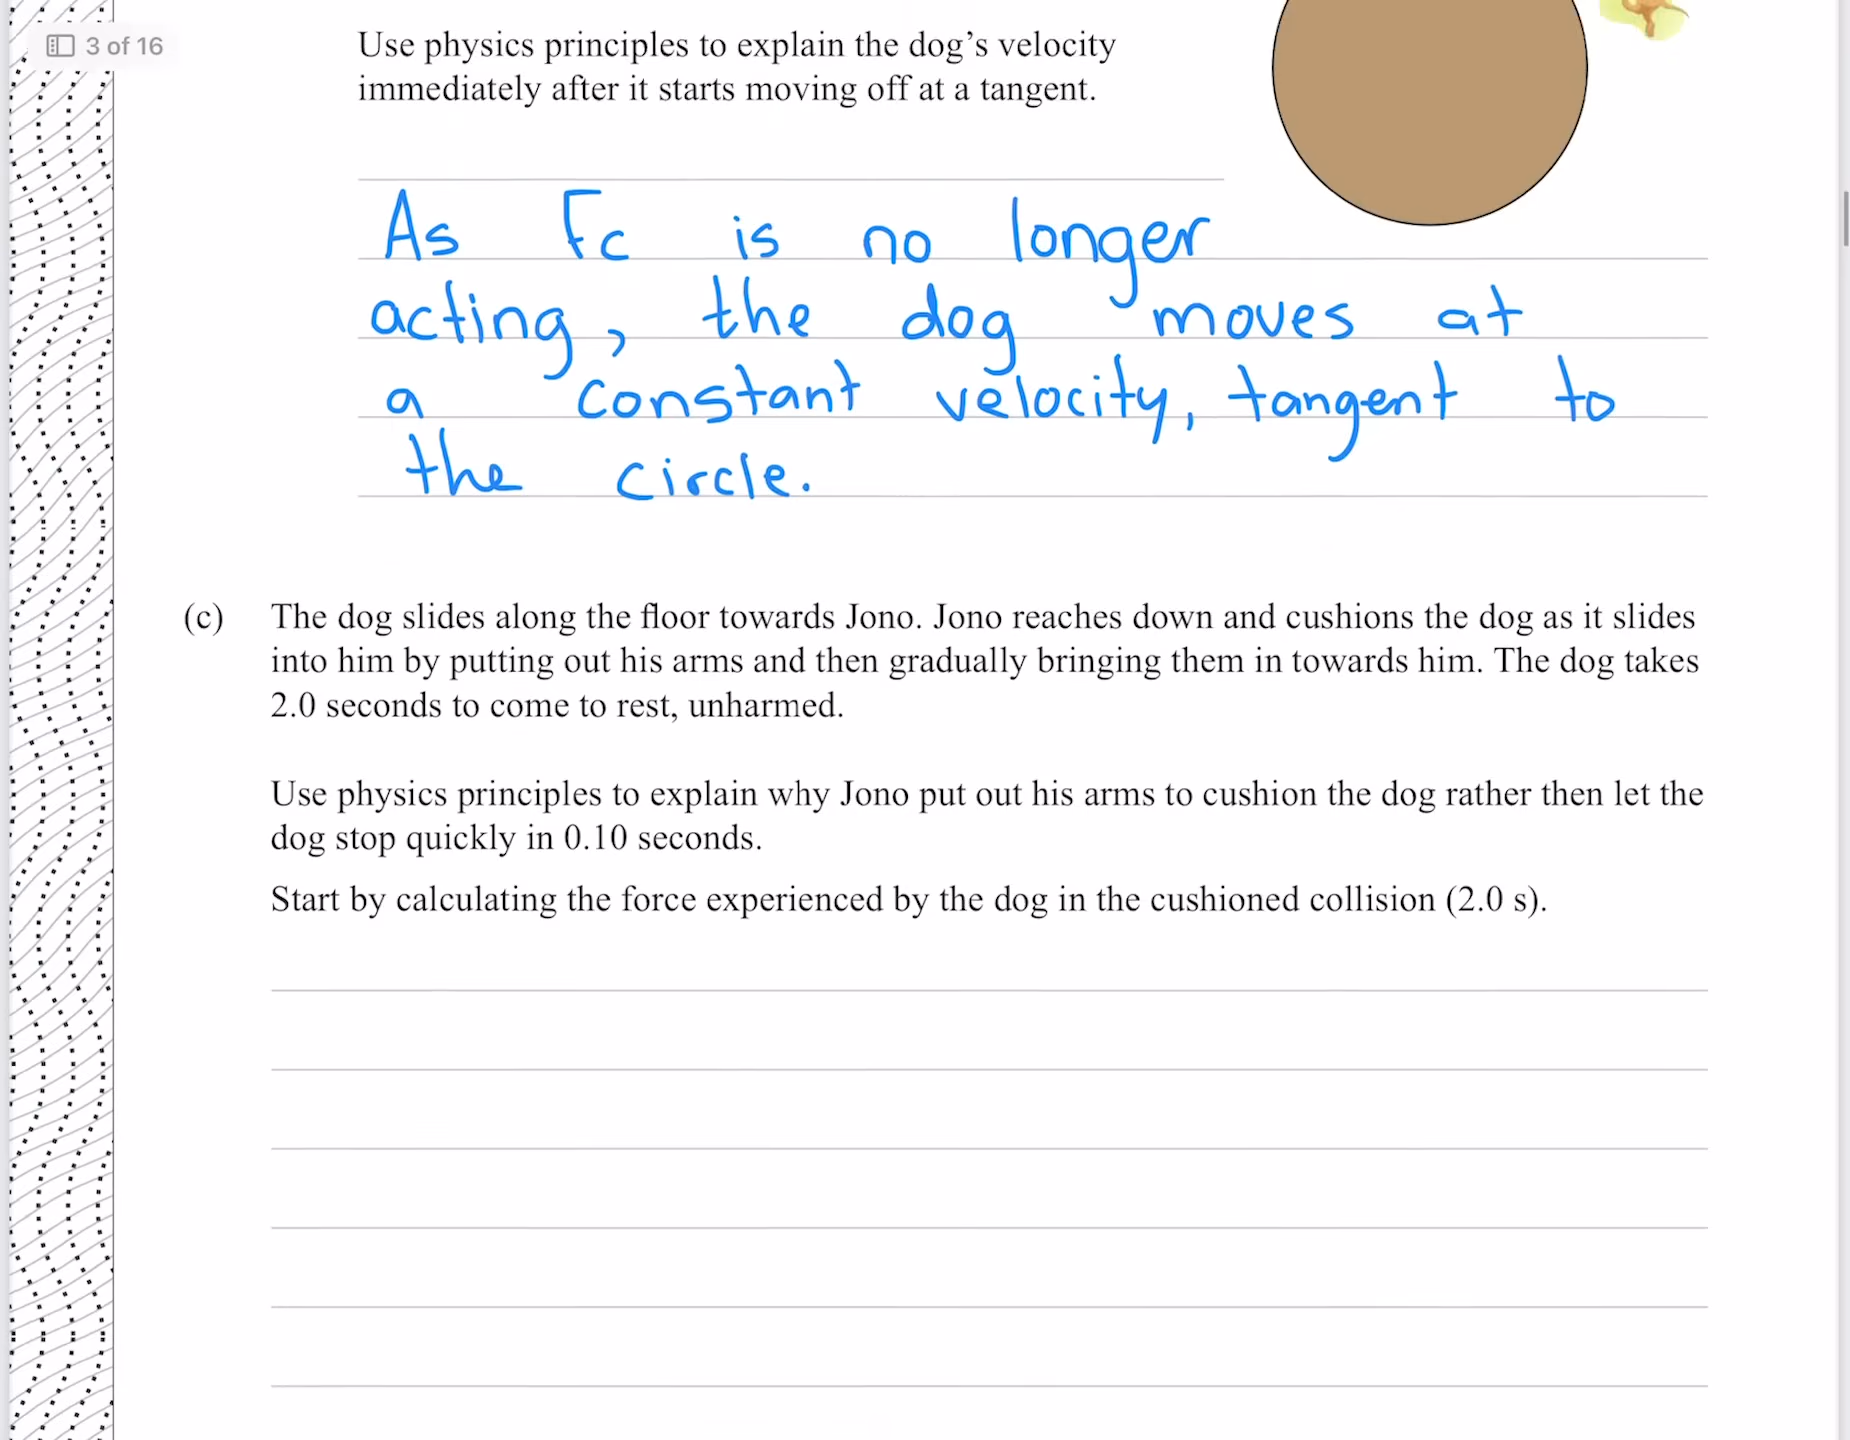 3 of 16
Use physics principles to explain the dog’s velocity
immediately after it starts moving off at a tangent.
As Fc is no longer
acting, the dog moves at
a constant velocity, tangent to
the circle.
(c) The dog slides along the floor towards Jono. Jono reaches down and cushions the dog as it slides
into him by putting out his arms and then gradually bringing them in towards him. The dog takes
2.0 seconds to come to rest, unharmed.
Use physics principles to explain why Jono put out his arms to cushion the dog rather then let the
dog stop quickly in 0.10 seconds.
Start by calculating the force experienced by the dog in the cushioned collision (2.0 s).